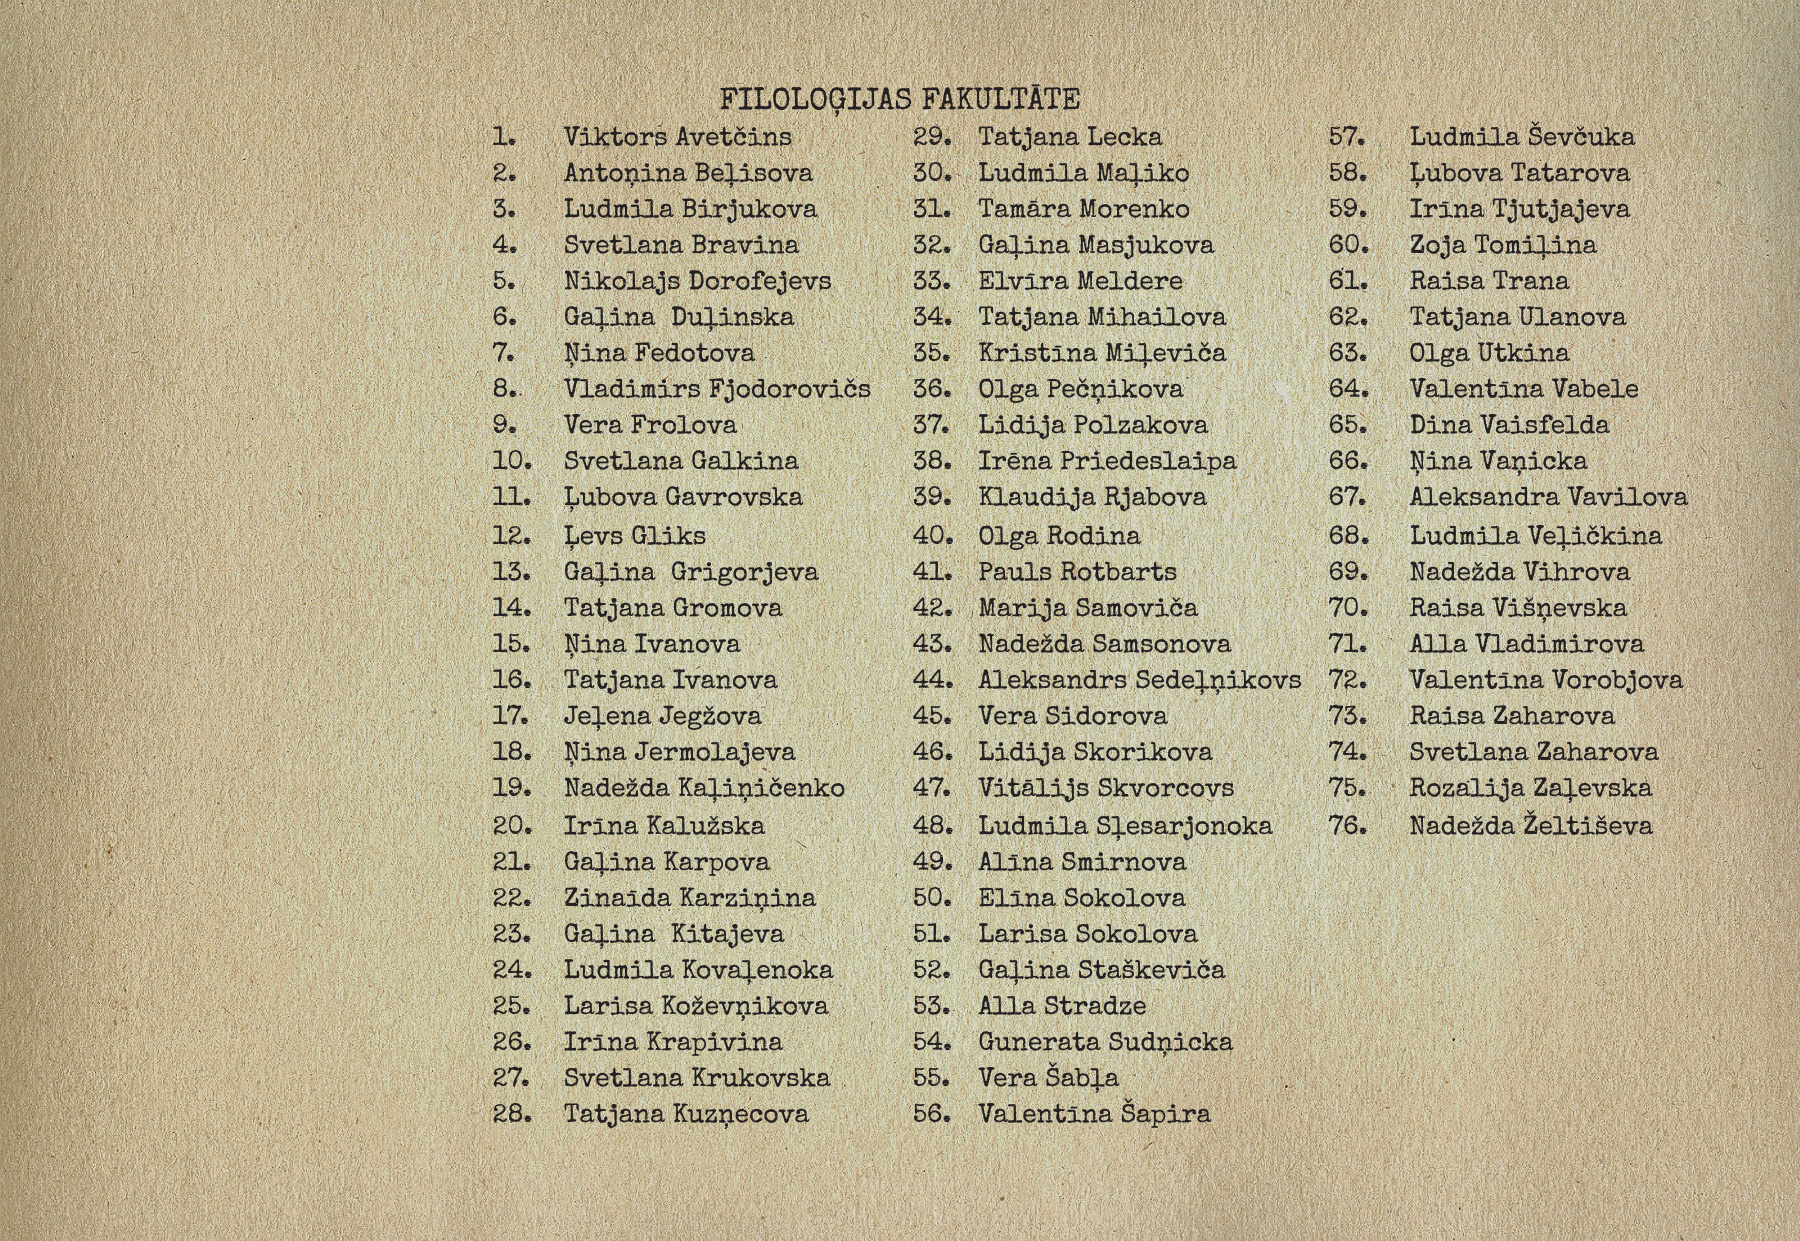 FILOLOĢIJAS FAKULTĀTE
1. Viktors Avetčins
2. Antoņina Beļisova
3. Ludmila Birjukova
4. Svetlana Bravina
5. Nikolajs Dorofejevs
6. Gaļina Duļinska
7. Ņina Fedotova
8. Vladimirs Fjodorovičs
9. Vera Frolova
10. Svetlana Galkina
11. Ļubova Gavrovska
12. Ļevs Gliks
13. Gaļina Grigorjeva
14. Tatjana Gromova
15. Ņina Ivanova
16. Tatjana Ivanova
17. Jeļena Jegžova
18. Ņina Jermolajeva
19. Nadežda Kaļiņičenko
20. Irīna Kalužska
21. Gaļina Karpova
22. Zinaīda Karziņina
23. Gaļina Kitajeva
24. Ludmila Kovaļenoka
25. Larisa Koževņikova
26. Irīna Krapivina
27. Svetlana Krukovska
28. Tatjana Kuzņecova
29. Tatjana Lecka
30. Ludmila Maļiko
31. Tamāra Morenko
32. Gaļina Masjukova
33. Elvīra Meldere
34. Tatjana Mihailova
35. Kristīna Miļeviča
36. Olga Pečņikova
37. Lidija Polzakova
38. Irēna Priedeslaipa
39. Klaudija Rjabova
40. Olga Rodina
41. Pauls Rotbarts
42. Marija Samoviča
43. Nadežda Samsonova
44. Aleksandrs Sedeļņikovs
45. Vera Sidorova
46. Lidija Skorikova
47. Vitālijs Skvorcovs
48. Ludmila Sļesarjonoka
49. Alīna Smirnova
50. Elīna Sokolova
51. Larisa Sokolova
52. Gaļina Staškeviča
53. Alla Stradze
54. Gunerata Sudņicka
55. Vera Šabļa
56. Valentīna Šapira
57. Ludmila Ševčuka
58. Ļubova Tatarova
59. Irīna Tjutjajeva
60. Zoja Tomiļina
61. Raisa Trana
62. Tatjana Ulanova
63. Olga Utkina
64. Valentīna Vabele
65. Dina Vaisfelda
66. Ņina Vaņicka
67. Aleksandra Vavilova
68. Ludmila Veļičkina
69. Nadežda Vihrova
70. Raisa Višņevska
71. Alla Vladimirova
72. Valentīna Vorobjova
73. Raisa Zaharova
74. Svetlana Zaharova
75. Rozālija Zaļevska
76. Nadežda Želtiševa